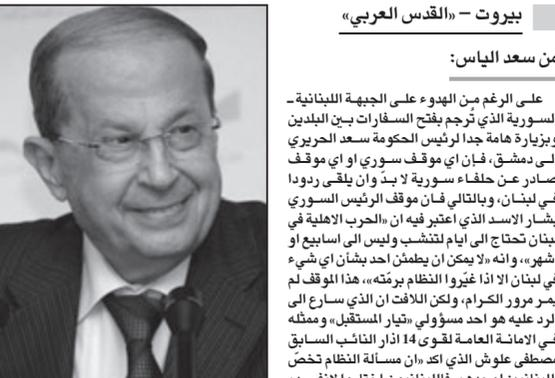 بيروت – «القدس العربي»
من سعد الياس:
على الرغم من الهدوء على الجبهة اللبنانية ـ
السورية الذي تُرجم بفتح السفارات بين البلدين
وبزيارة هامة جدا لرئيس الحكومة سعد الحريري
لى دمشق، فإن اي موقف سوري او اي موقف
صادر عن حلفاء سورية لا بدّ وان يلقى ردودا
في لبنان، وبالتالي فان موقف الرئيس السوري
بشار الاسد الذي اعتبر فيه ان «الحرب الاهلية في
لبنان تحتاج الى ايام لتنشب وليس الى اسابيع او
شهر»، وانه «لا يمكن ان يطمئن احد بشأن اي شيء
في لبنان الا اذا غيّروا النظام برمّته»، هذا الموقف لم
يمر مرور الكرام، ولكن اللافت ان الذي سارع الى
لرد عليه هو احد مسؤولي «تيار المستقبل» وممثله
في الامانة العامة لقوى 14 اذار النائب السابق
مصطفى علوش الذي اكد «ان مسألة النظام تخصّ